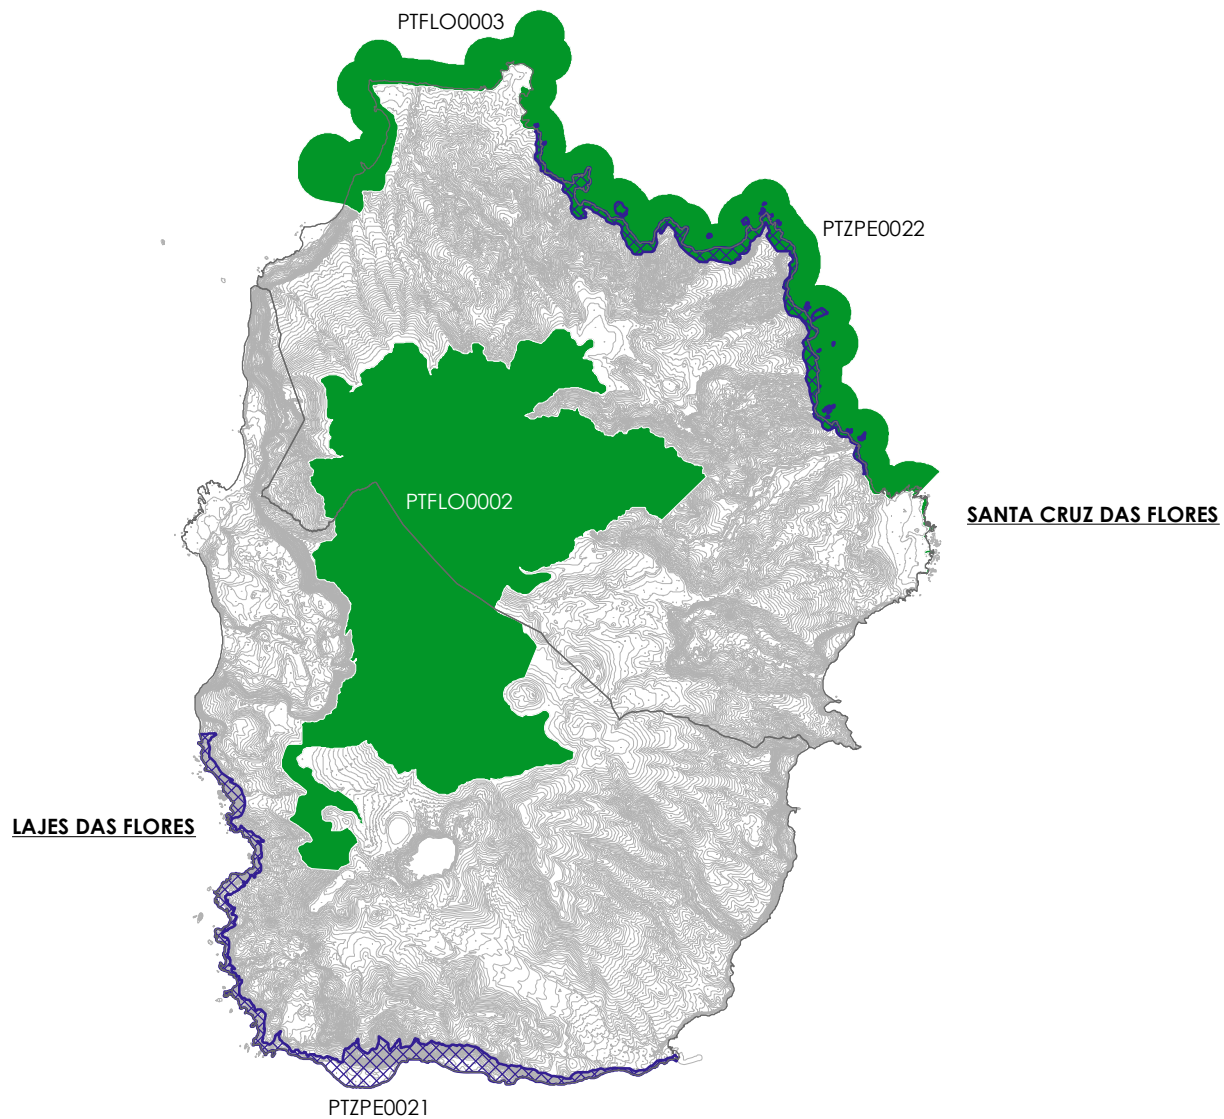 PTFLO0003
PTZPE0022
PTFLO0002
SANTA CRUZ DAS FLORES
LAJES DAS FLORES
PTZPE0021